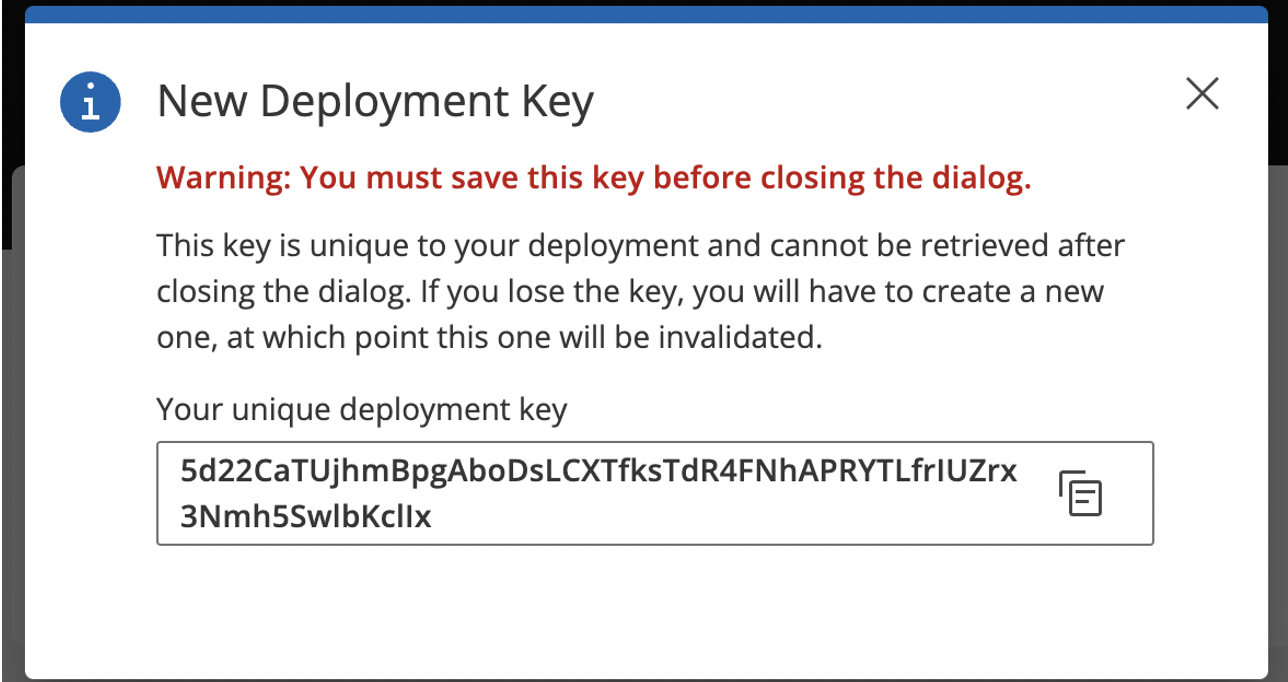 New Deployment Key
Warning: You must save this key before closing the dialog.
This key is unique to your deployment and cannot be retrieved after
closing the dialog. If you lose the key, you will have to create a new
one, at which point this one will be invalidated.
Your unique deployment key
5d22CaTUjhmBpgAboDsLCXTfksTdR4FNhAPRYTLfrIUZrx
3Nmh5SwlbKclIx